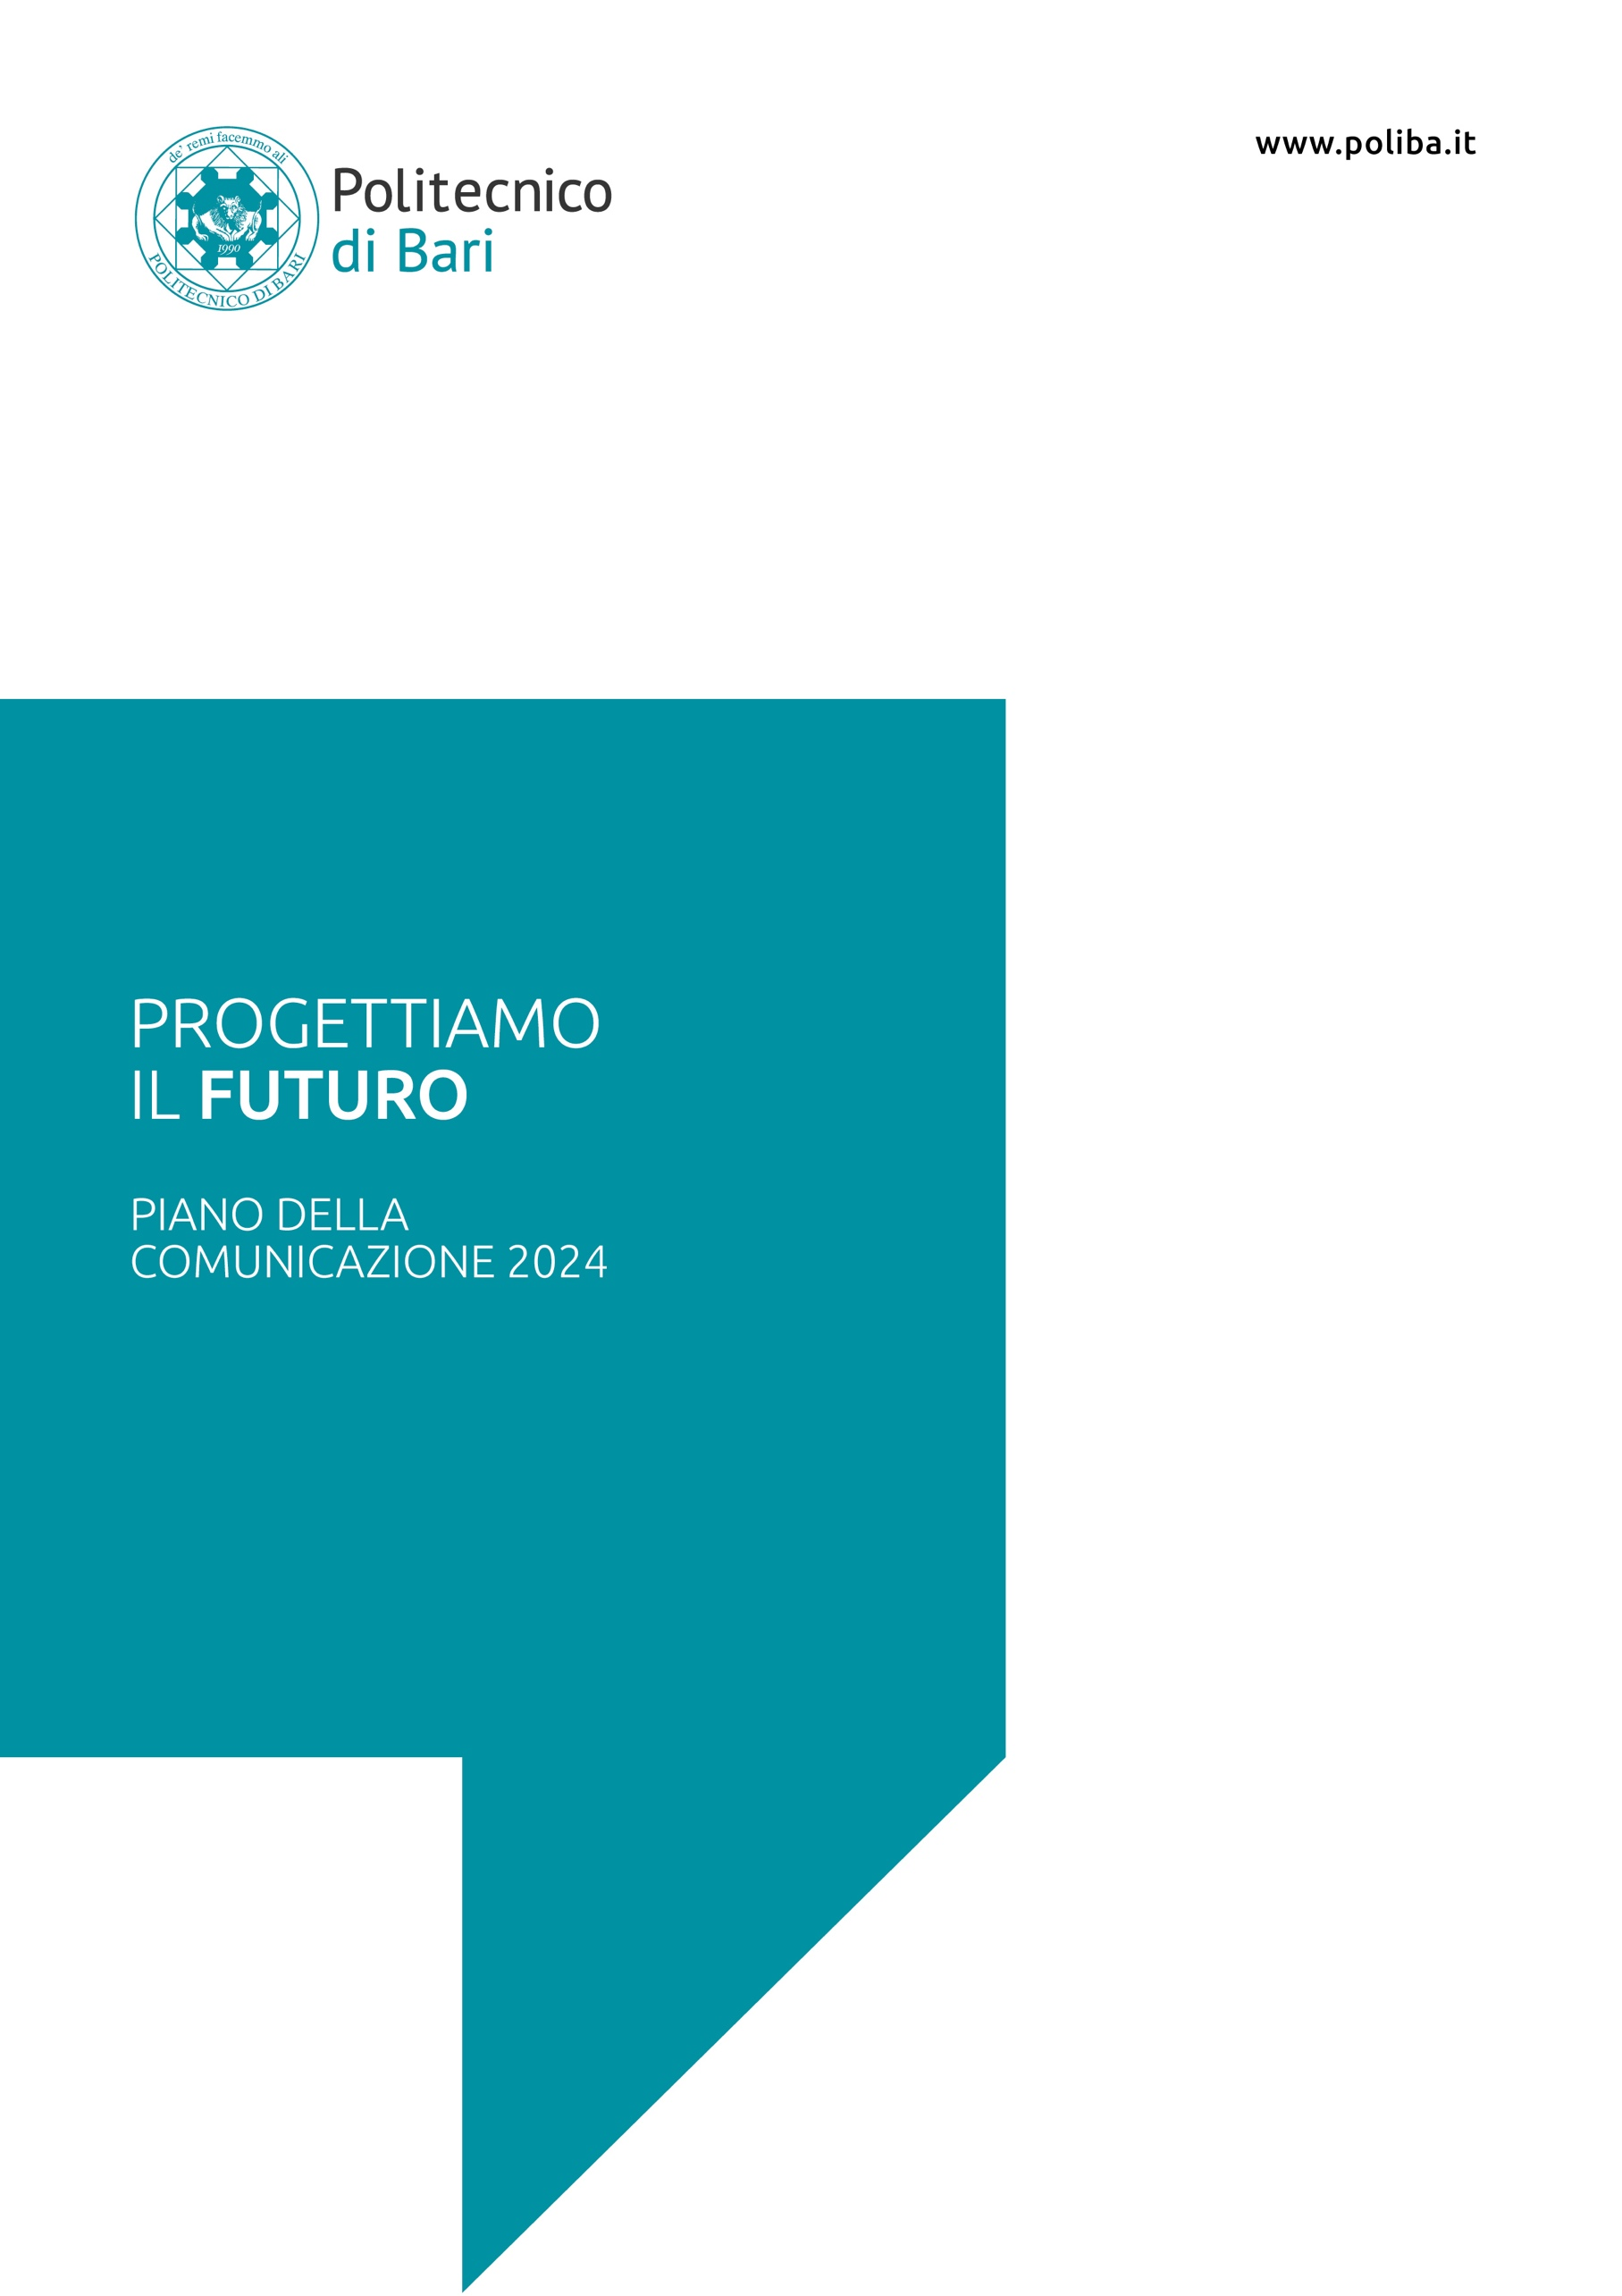 de' remi facemmo ali
1990
POLITECNICO DI BARI
Politecnico
di Bari
www.poliba.it
PROGETTIAMO
IL FUTURO
PIANO DELLA
COMUNICAZIONE 2024